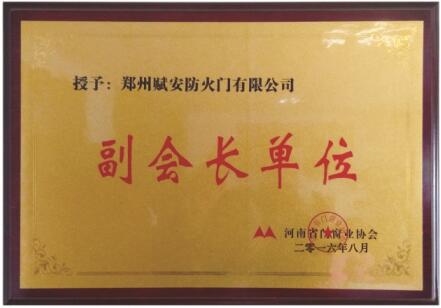 授予：郑州赋安防火门有限公司
副会长单位
河南省门窗业协会
二零一六年八月